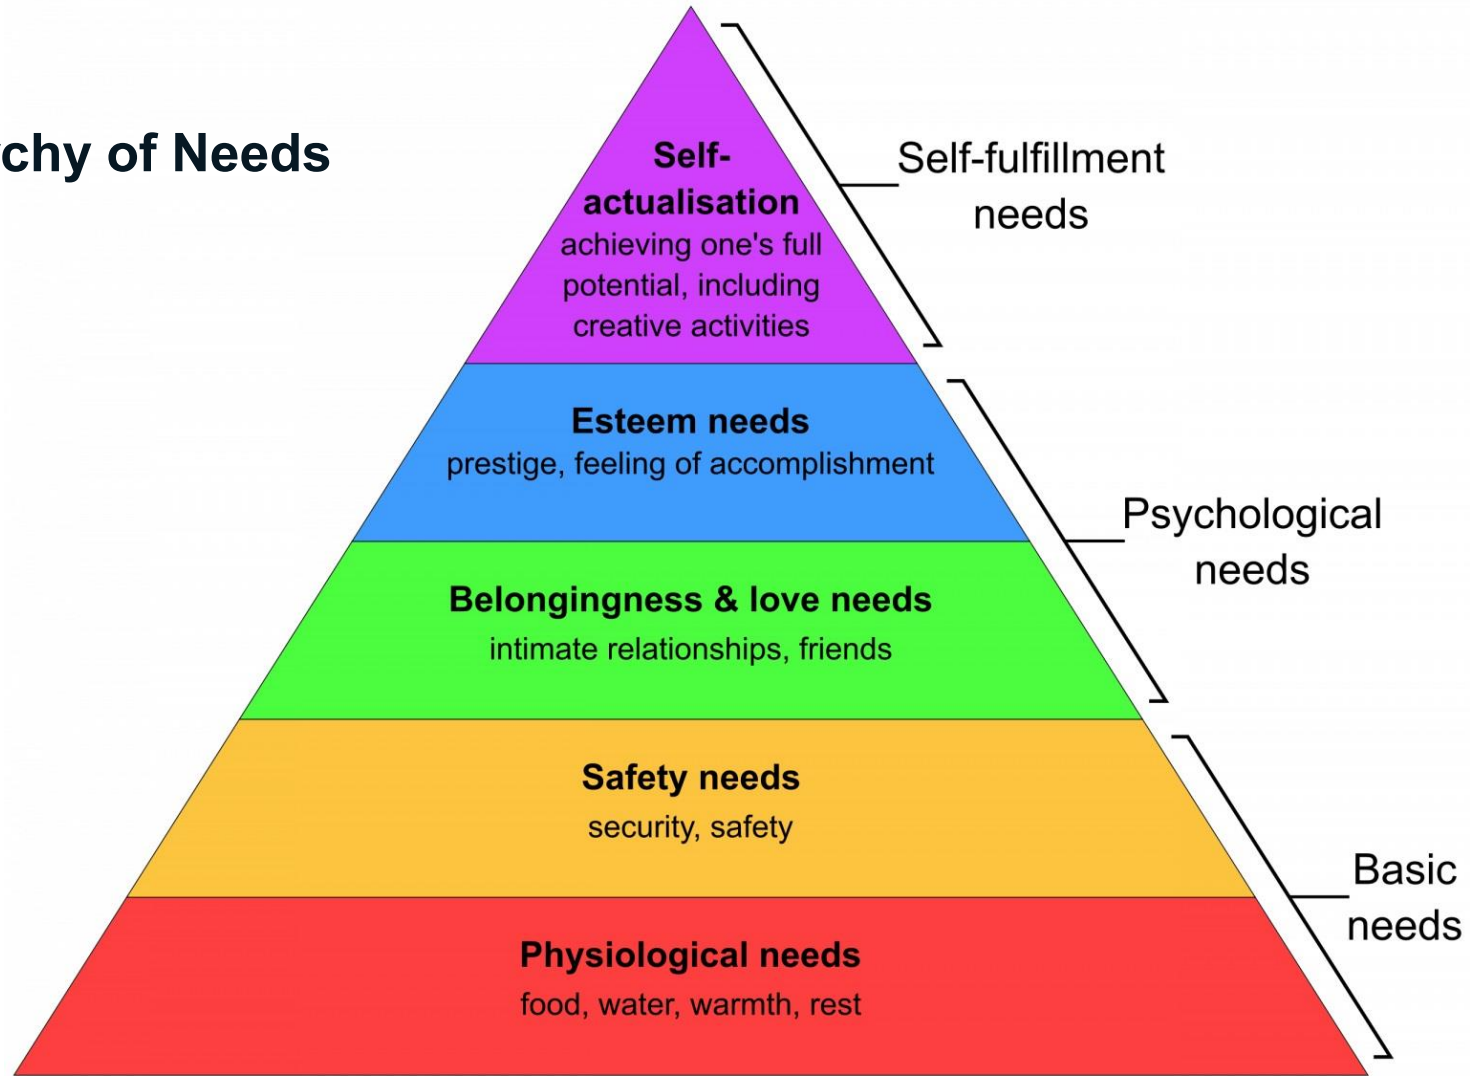 chy of Needs
Self-
actualisation
achieving one's full
potential, including
creative activities
Self-fulfillment
needs
Esteem needs
prestige, feeling of accomplishment
Psychological
needs
Belongingness & love needs
intimate relationships, friends
Safety needs
security, safety
Basic
needs
Physiological needs
food, water, warmth, rest